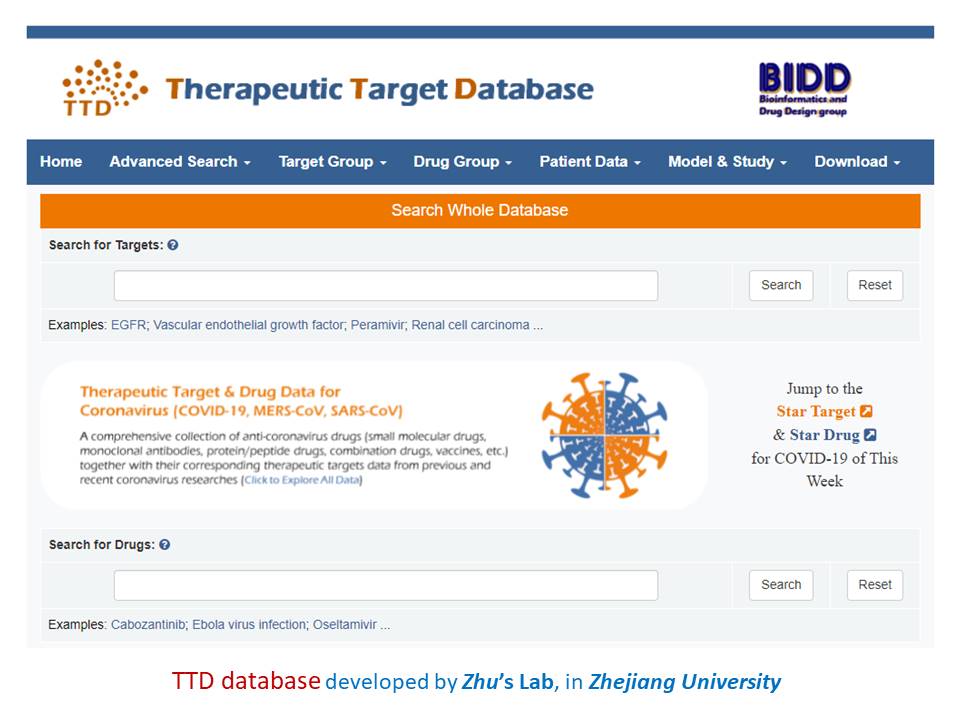 TTD
Therapeutic Target Database
BIDD
Bioinformatics and
Drug Design group
Home Advanced Search Target Group Drug Group Patient Data Model & Study Download
Search Whole Database
Search for Targets: ?
Search Reset
Examples: EGFR; Vascular endothelial growth factor; Peramivir; Renal cell carcinoma ...
Therapeutic Target & Drug Data for
Coronavirus (COVID-19, MERS-CoV, SARS-CoV)
A comprehensive collection of anti-coronavirus drugs (small molecular drugs,
monoclonal antibodies, protein/peptide drugs, combination drugs, vaccines, etc.)
together with their corresponding therapeutic targets data from previous and
recent coronavirus researches (Click to Explore All Data)
Jump to the
Star Target
& Star Drug
for COVID-19 of This
Week
Search for Drugs: ?
Search Reset
Examples: Cabozantinib; Ebola virus infection; Oseltamivir ...
TTD database developed by Zhu's Lab, in Zhejiang University